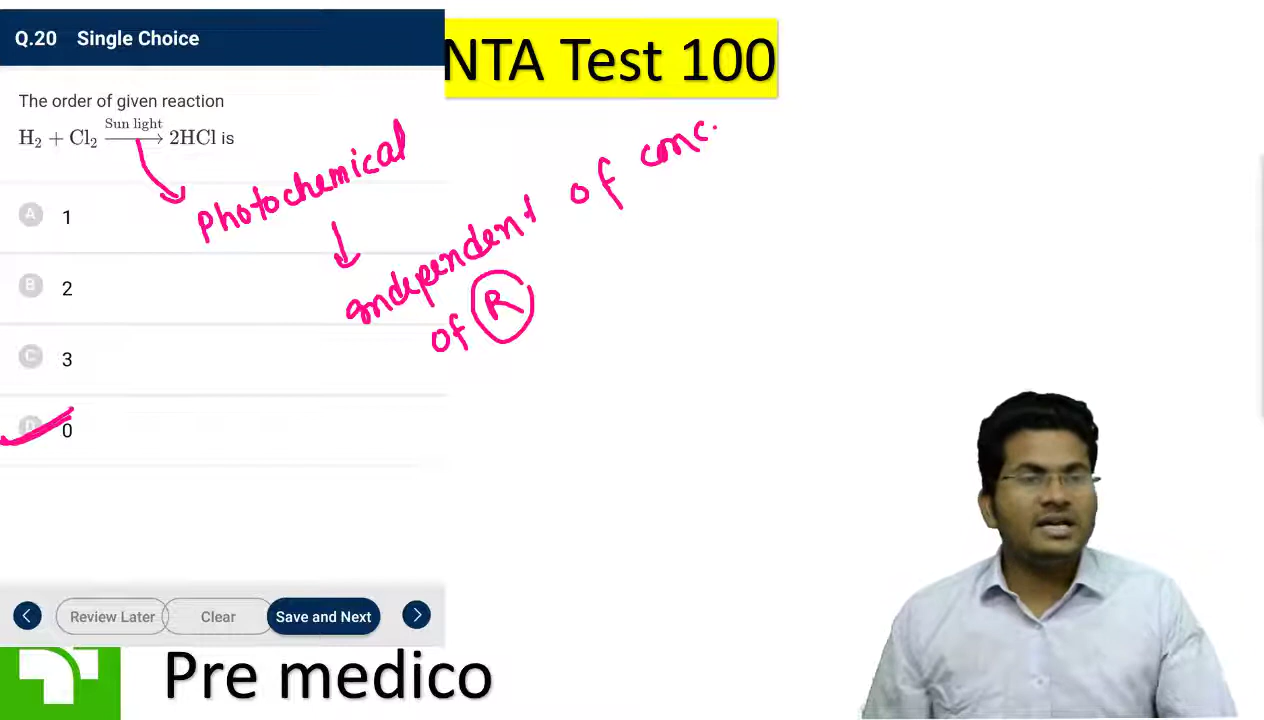 Q.20 Single Choice
NTA Test 100
The order of given reaction
H₂ + Cl₂ —Sun light→ 2HCl is
Photochemical
independent of conc.
of R
A 1
B 2
C 3
D 0
Review Later Clear Save and Next
Pre medico